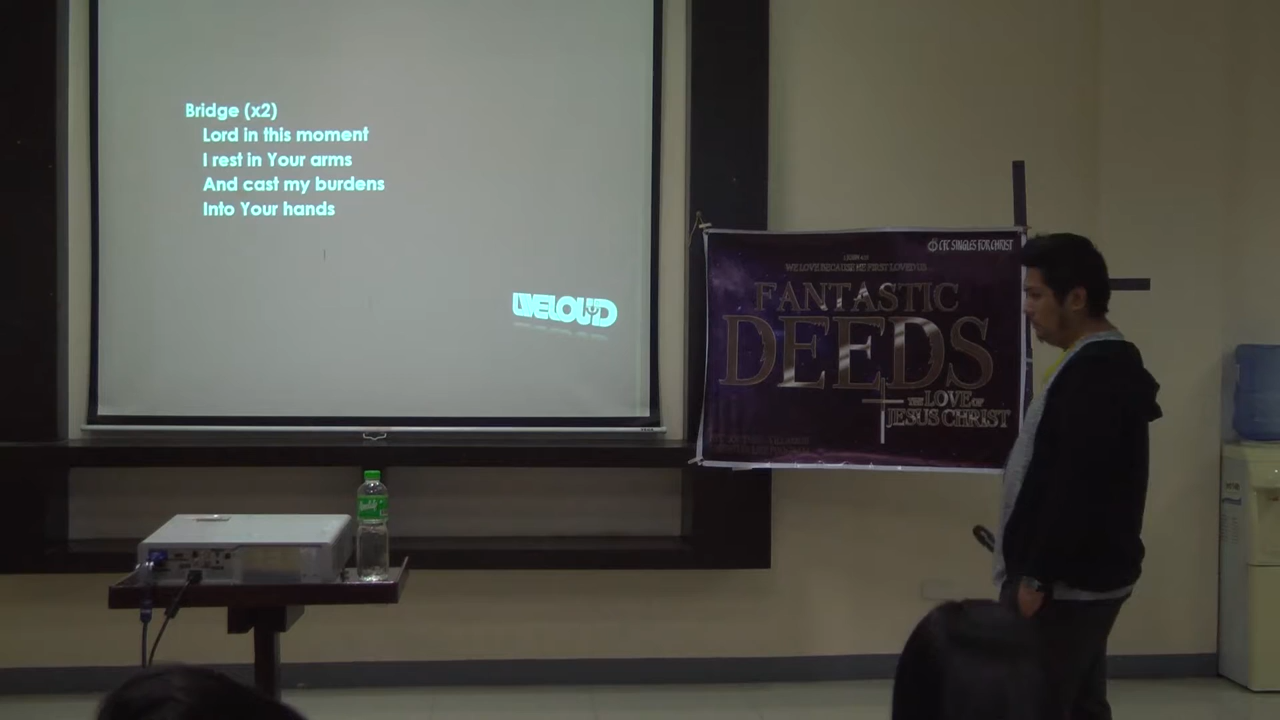 Bridge (x2)
Lord in this moment
I rest in Your arms
And cast my burdens
Into Your hands
LIVELOUD
CFC SINGLES FOR CHRIST
WE LOVE BECAUSE HE FIRST LOVED US
FANTASTIC
DEEDS
THE LOVE OF
JESUS CHRIST